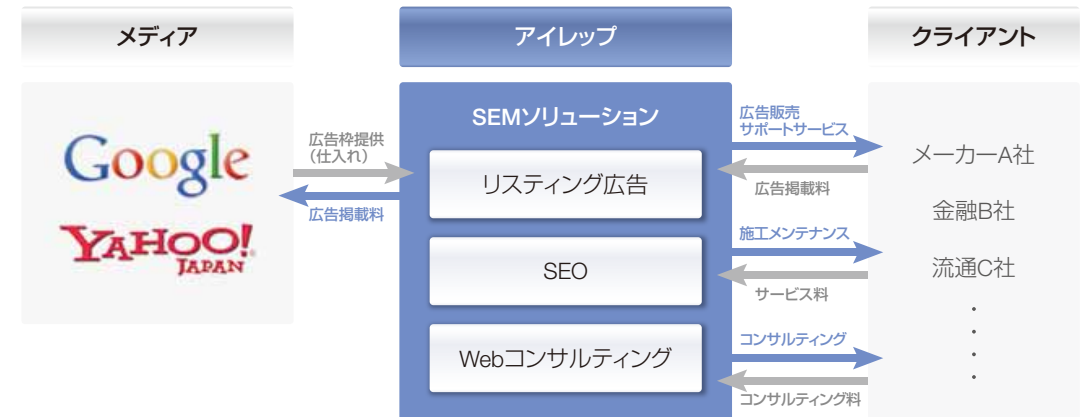 メディア
アイレップ
クライアント
Google
YAHOO!
JAPAN
広告枠提供
(仕入れ)
広告掲載料
SEMソリューション
リスティング広告
SEO
Webコンサルティング
広告販売
サポートサービス
広告掲載料
施工メンテナンス
サービス料
コンサルティング
コンサルティング料
メーカーA社
金融B社
流通C社
・
・
・
・